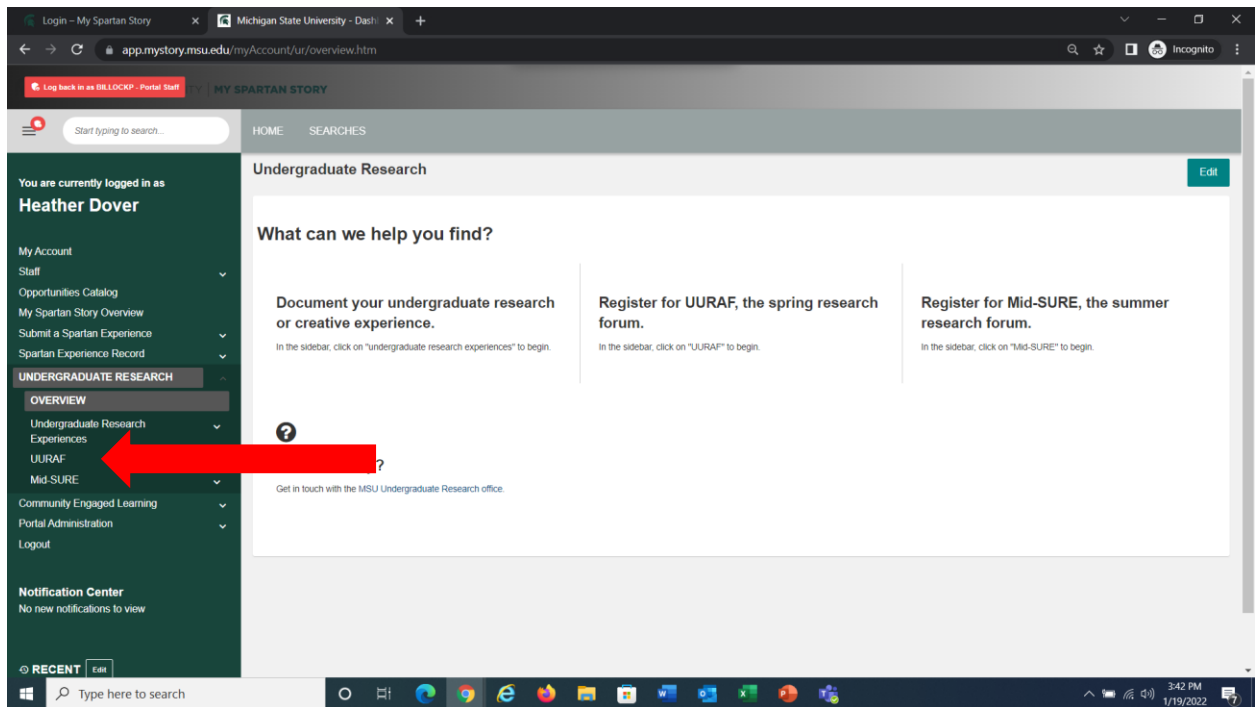 Login – My Spartan Story
Michigan State University - Dashl
app.mystory.msu.edu/myAccount/ur/overview.htm
Incognito
Log back in as BILLOCKP - Portal Staff
TY | MY SPARTAN STORY
Start typing to search...
HOME SEARCHES
You are currently logged in as
Heather Dover
My Account
Staff
Opportunities Catalog
My Spartan Story Overview
Submit a Spartan Experience
Spartan Experience Record
UNDERGRADUATE RESEARCH
OVERVIEW
Undergraduate Research
Experiences
UURAF
Mid-SURE
Community Engaged Learning
Portal Administration
Logout
Notification Center
No new notifications to view
RECENT Edit
Undergraduate Research
Edit
What can we help you find?
Document your undergraduate research
or creative experience.
In the sidebar, click on "undergraduate research experiences" to begin.
Register for UURAF, the spring research
forum.
In the sidebar, click on "UURAF" to begin.
Register for Mid-SURE, the summer
research forum.
In the sidebar, click on "Mid-SURE" to begin.
?
?
Get in touch with the MSU Undergraduate Research office.
Type here to search
3:42 PM
1/19/2022
7